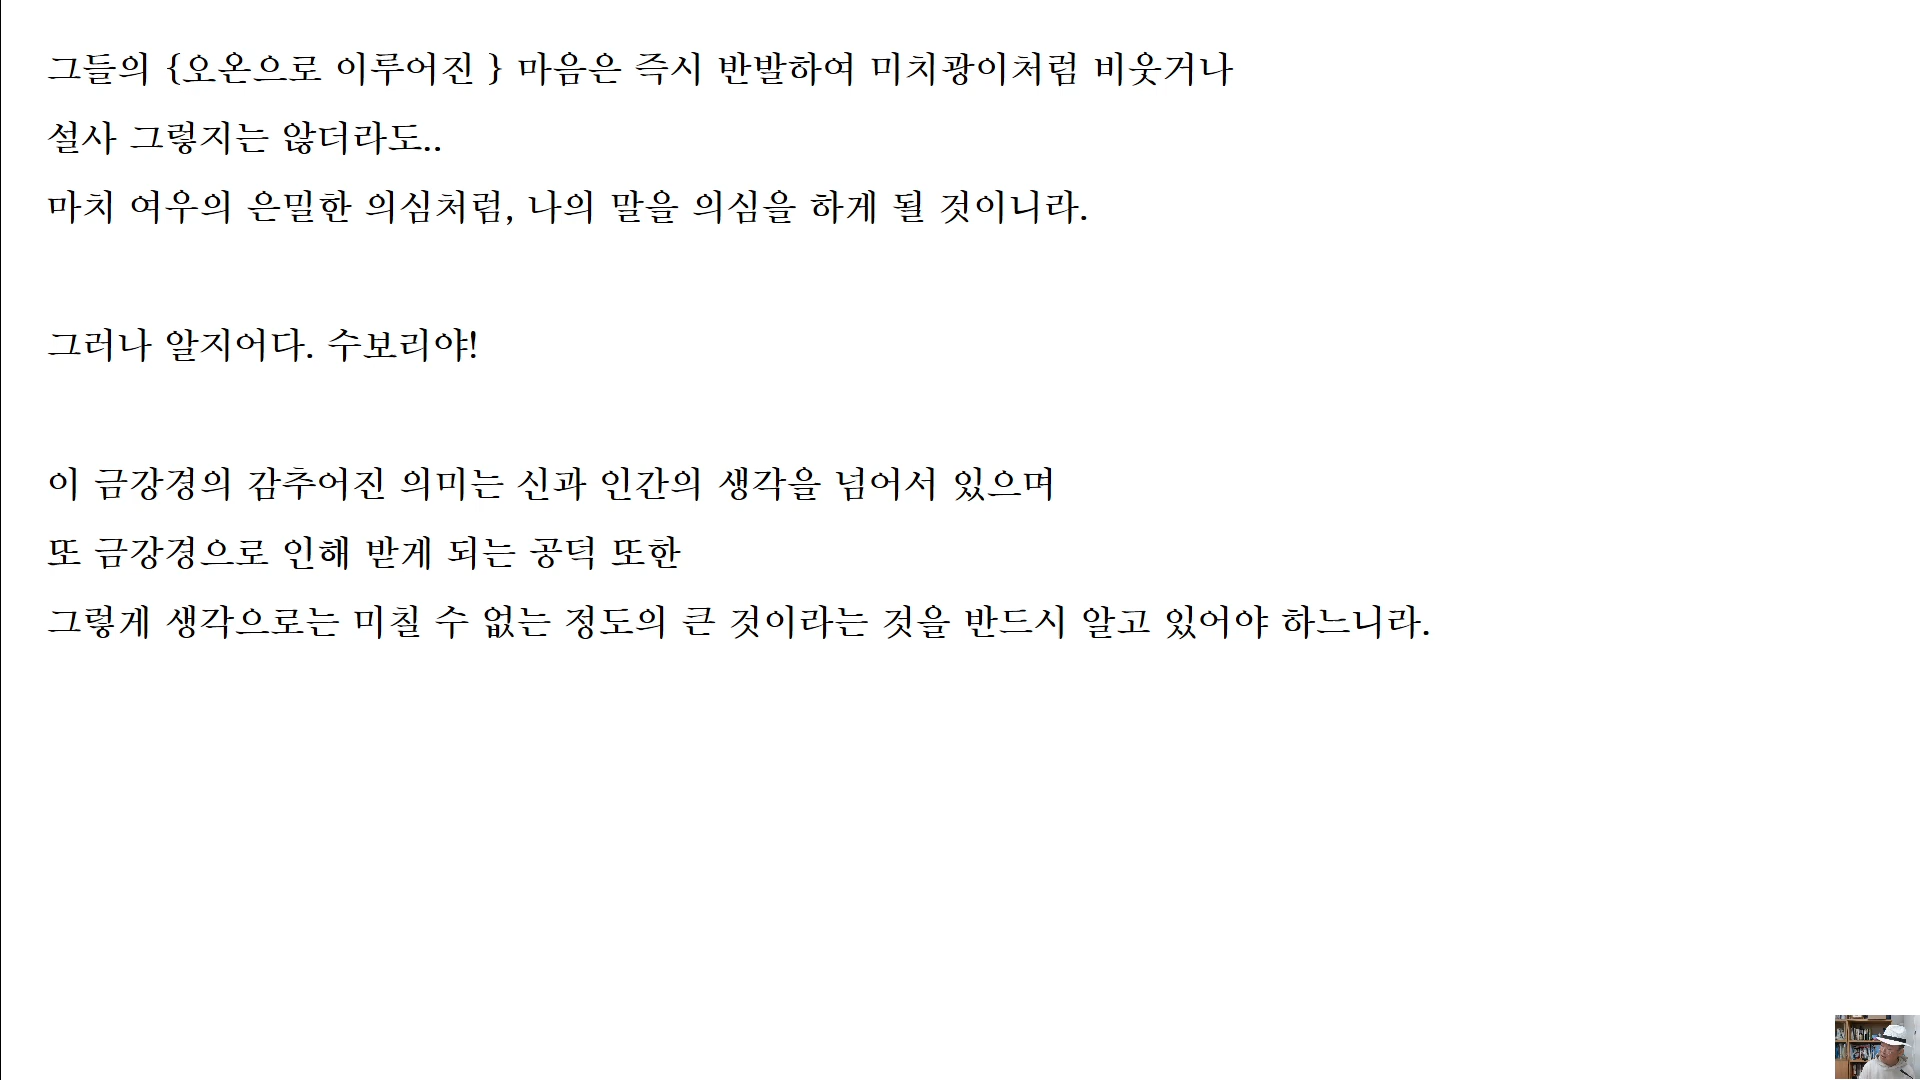 그들의 {오온으로 이루어진 } 마음은 즉시 반발하여 미치광이처럼 비웃거나
설사 그렇지는 않더라도..
마치 여우의 은밀한 의심처럼, 나의 말을 의심을 하게 될 것이니라.
그러나 알지어다. 수보리야!
이 금강경의 감추어진 의미는 신과 인간의 생각을 넘어서 있으며
또 금강경으로 인해 받게 되는 공덕 또한
그렇게 생각으로는 미칠 수 없는 정도의 큰 것이라는 것을 반드시 알고 있어야 하느니라.